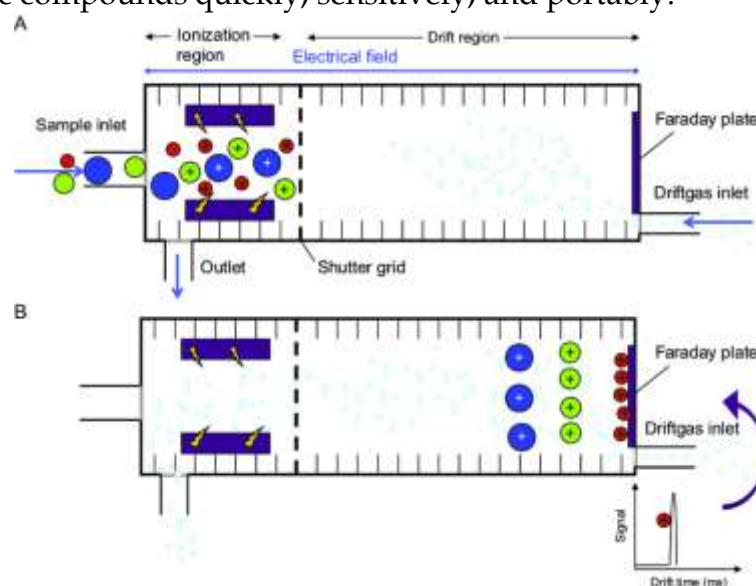 compounds quickly, sensitively, and portably?
A
Ionization
region
Drift region
Electrical field
Sample inlet
Faraday plate
Driftgas inlet
Outlet
Shutter grid
B
Faraday plate
Driftgas inlet
Signal
Drift time (ms)